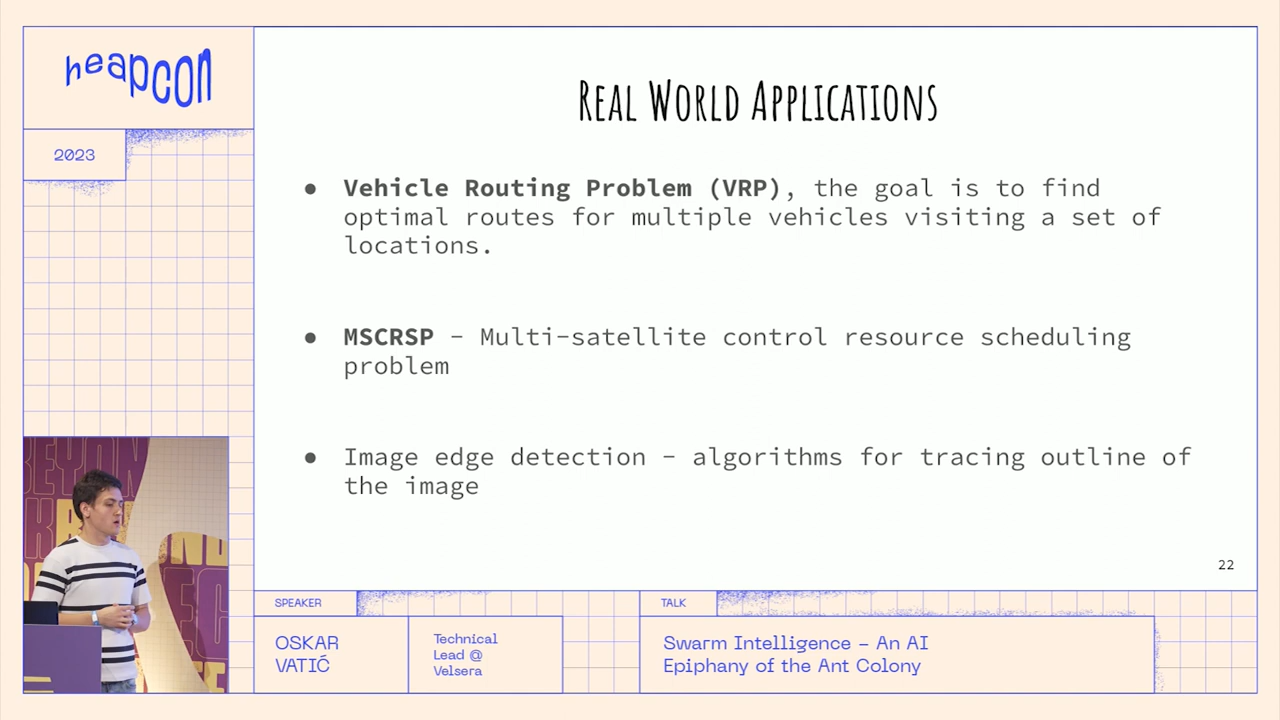 heapcon
2023
Real World Applications
● Vehicle Routing Problem (VRP), the goal is to find
optimal routes for multiple vehicles visiting a set of
locations.
● MSCRSP – Multi-satellite control resource scheduling
problem
● Image edge detection – algorithms for tracing outline of
the image
22
SPEAKER
OSKAR
VATIĆ
Technical
Lead @
Velsera
TALK
Swarm Intelligence – An AI
Epiphany of the Ant Colony